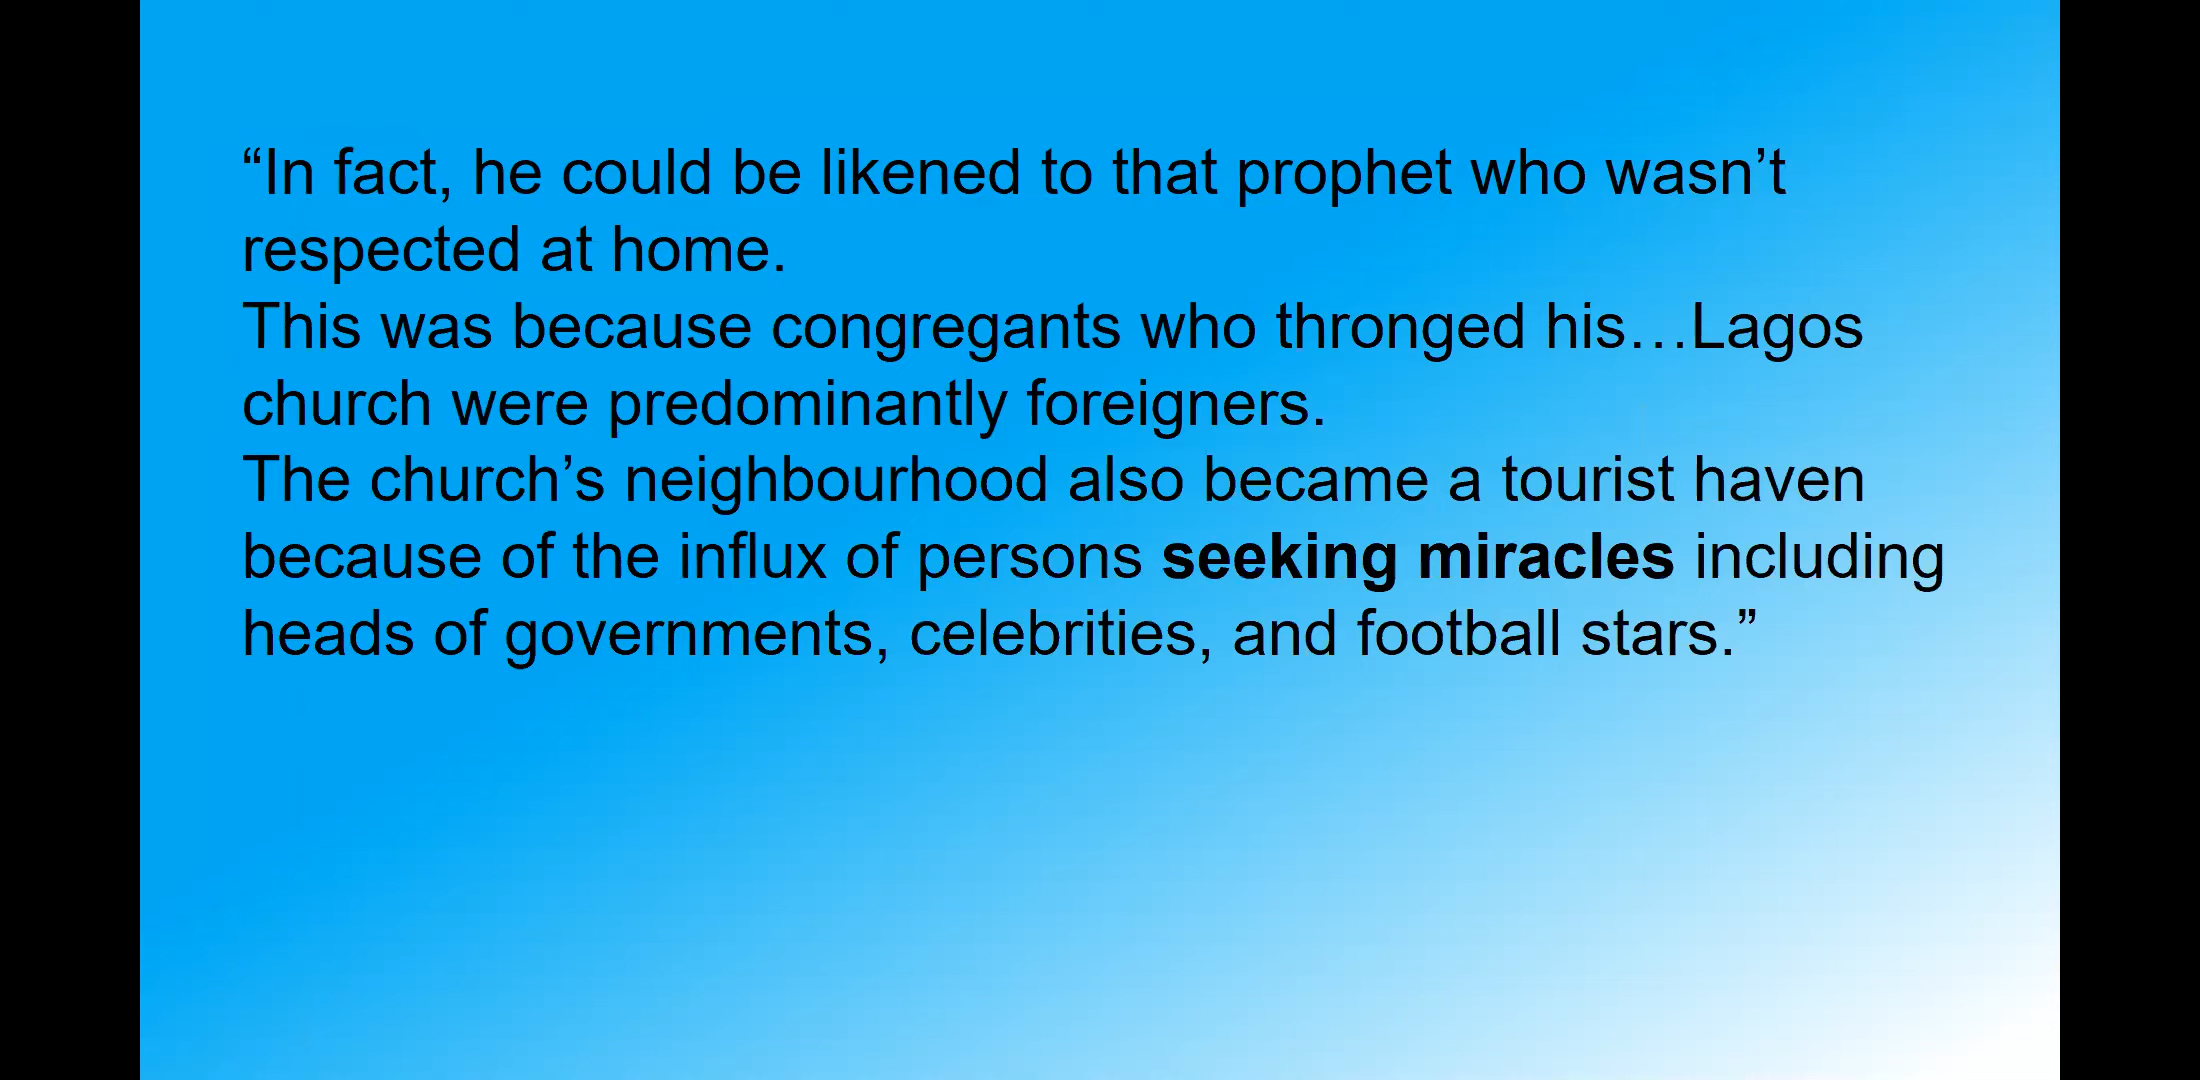 “In fact, he could be likened to that prophet who wasn’t
respected at home.
This was because congregants who thronged his…Lagos
church were predominantly foreigners.
The church’s neighbourhood also became a tourist haven
because of the influx of persons seeking miracles including
heads of governments, celebrities, and football stars.”